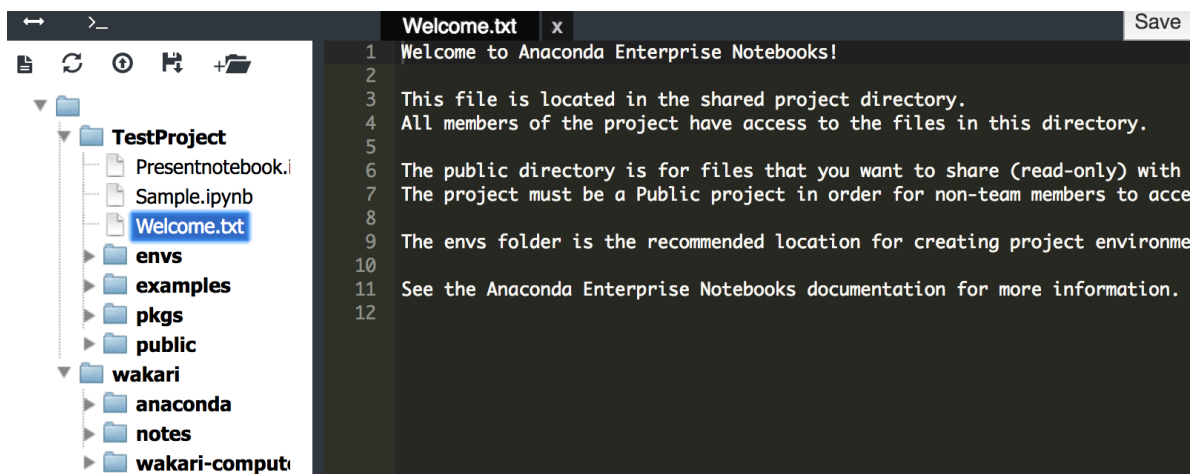 >_
Welcome.txt x
Save
TestProject
Presentnotebook.i
Sample.ipynb
Welcome.txt
envs
examples
pkgs
public
wakari
anaconda
notes
wakari-compute
1 Welcome to Anaconda Enterprise Notebooks!
2
3 This file is located in the shared project directory.
4 All members of the project have access to the files in this directory.
5
6 The public directory is for files that you want to share (read-only) with
7 The project must be a Public project in order for non-team members to acce
8
9 The envs folder is the recommended location for creating project environme
10
11 See the Anaconda Enterprise Notebooks documentation for more information.
12